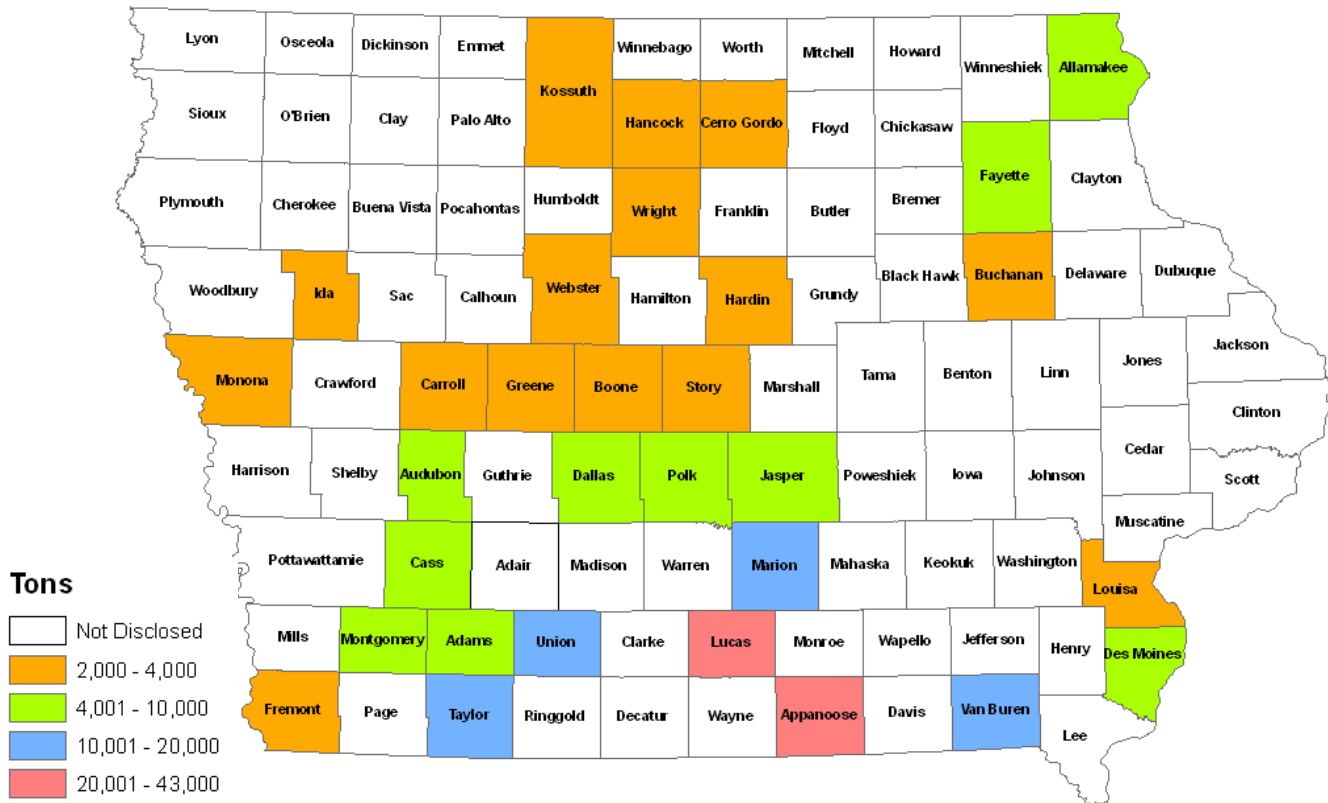 Lyon Osceola Dickinson Emmet Kossuth Winnebago Worth Mitchell Howard Winneshiek Allamakee
Sioux O'Brien Clay Palo Alto Hancock Cerro Gordo Floyd Chickasaw Fayette Clayton
Plymouth Cherokee Buena Vista Pocahontas Humboldt Wright Franklin Butler Bremer
Woodbury Ida Sac Calhoun Webster Hamilton Hardin Grundy Black Hawk Buchanan Delaware Dubuque
Monona Crawford Carroll Greene Boone Story Marshall Tama Benton Linn Jones Jackson
Clinton
Harrison Shelby Audubon Guthrie Dallas Polk Jasper Poweshiek Iowa Johnson Cedar Scott
Muscatine
Pottawattamie Cass Adair Madison Warren Marion Mahaska Keokuk Washington Louisa
Mills Montgomery Adams Union Clarke Lucas Monroe Wapello Jefferson Henry Des Moines
Fremont Page Taylor Ringgold Decatur Wayne Appanoose Davis Van Buren Lee
Tons
Not Disclosed
2,000 - 4,000
4,001 - 10,000
10,001 - 20,000
20,001 - 43,000